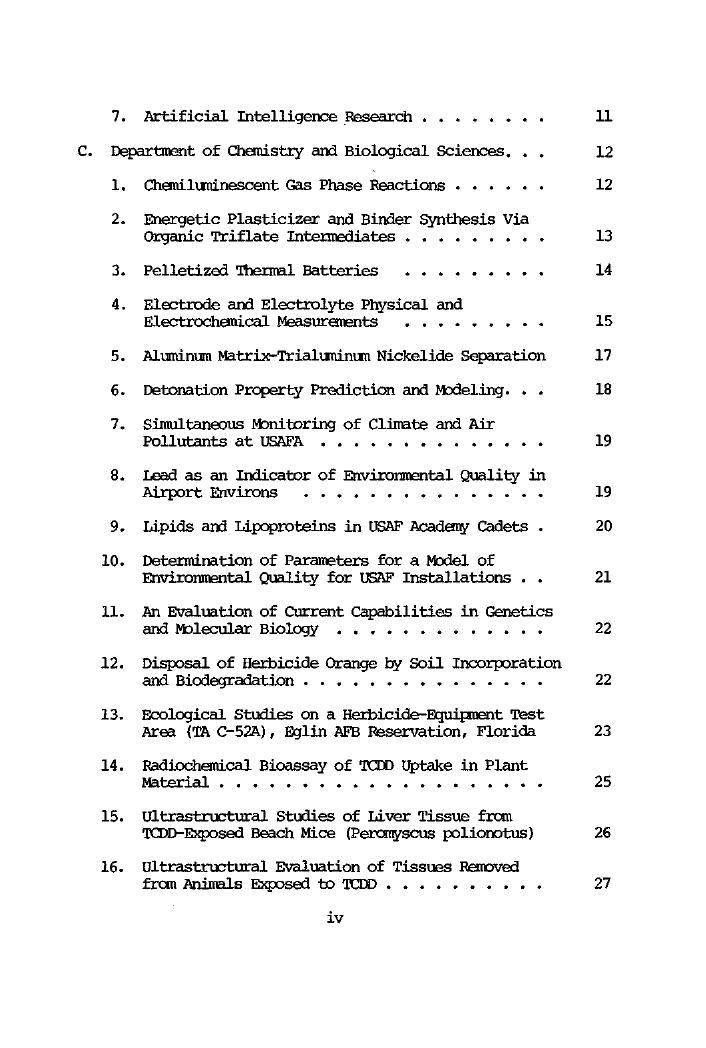 7. Artificial Intelligence Research . . . . . . . . 11
C. Department of Chemistry and Biological Sciences. . . 12
1. Chemiluminescent Gas Phase Reactions . . . . . . 12
2. Energetic Plasticizer and Binder Synthesis Via
Organic Triflate Intermediates . . . . . . . . . 13
3. Pelletized Thermal Batteries . . . . . . . . . 14
4. Electrode and Electrolyte Physical and
Electrochemical Measurements . . . . . . . . . 15
5. Aluminum Matrix-Trialuminum Nickelide Separation 17
6. Detonation Property Prediction and Modeling. . . 18
7. Simultaneous Monitoring of Climate and Air
Pollutants at USAFA . . . . . . . . . . . . . . 19
8. Lead as an Indicator of Environmental Quality in
Airport Environs . . . . . . . . . . . . . . . 19
9. Lipids and Lipoproteins in USAF Academy Cadets . 20
10. Determination of Parameters for a Model of
Environmental Quality for USAF Installations . . 21
11. An Evaluation of Current Capabilities in Genetics
and Molecular Biology . . . . . . . . . . . . . 22
12. Disposal of Herbicide Orange by Soil Incorporation
and Biodegradation . . . . . . . . . . . . . . . 22
13. Ecological Studies on a Herbicide-Equipment Test
Area (TA C-52A), Eglin AFB Reservation, Florida 23
14. Radiochemical Bioassay of TCDD Uptake in Plant
Material . . . . . . . . . . . . . . . . . . . . 25
15. Ultrastructural Studies of Liver Tissue from
TCDD-Exposed Beach Mice (Peromyscus polionotus) 26
16. Ultrastructural Evaluation of Tissues Removed
from Animals Exposed to TCDD . . . . . . . . . . 27
iv